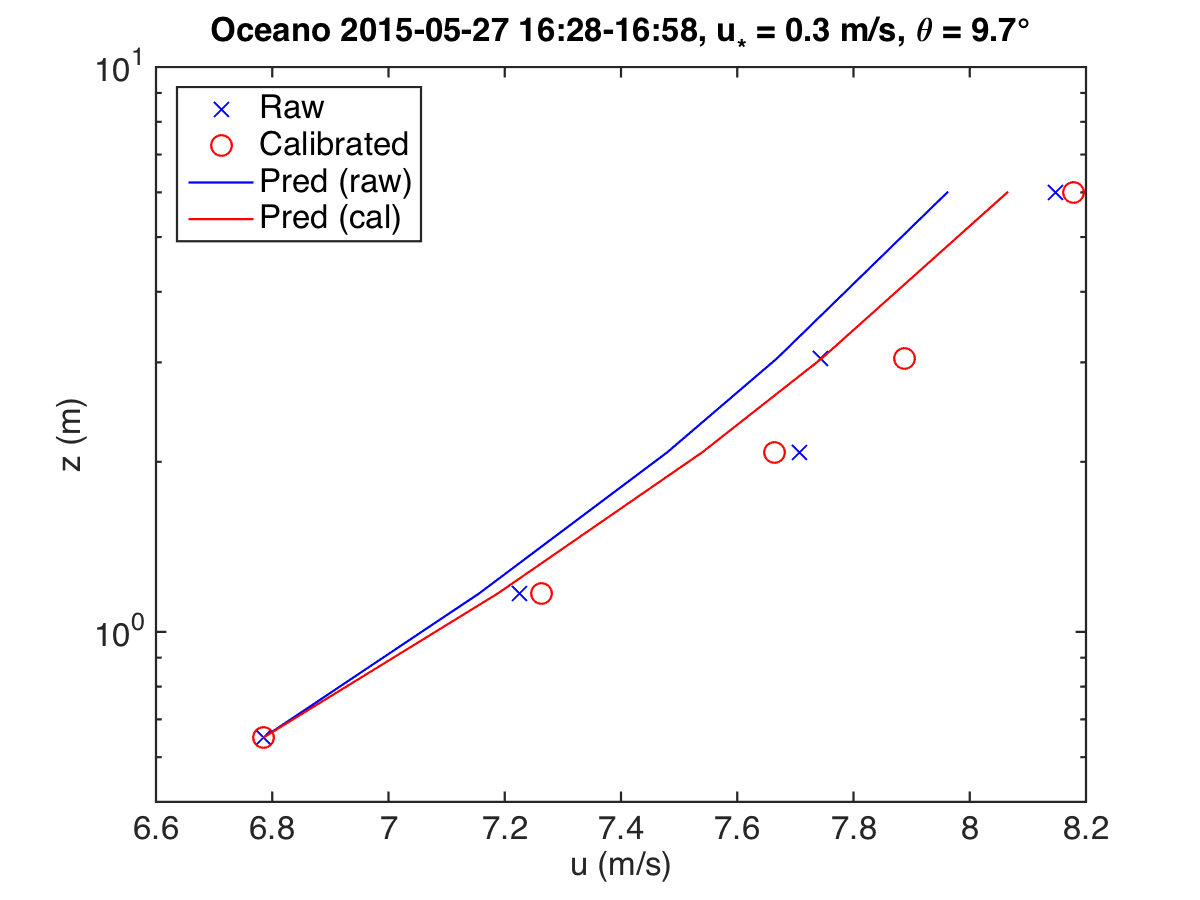 Oceano 2015-05-27 16:28-16:58, u* = 0.3 m/s, θ = 9.7°
10¹
Raw
Calibrated
Pred (raw)
Pred (cal)
z (m)
10⁰
6.6 6.8 7 7.2 7.4 7.6 7.8 8 8.2
u (m/s)